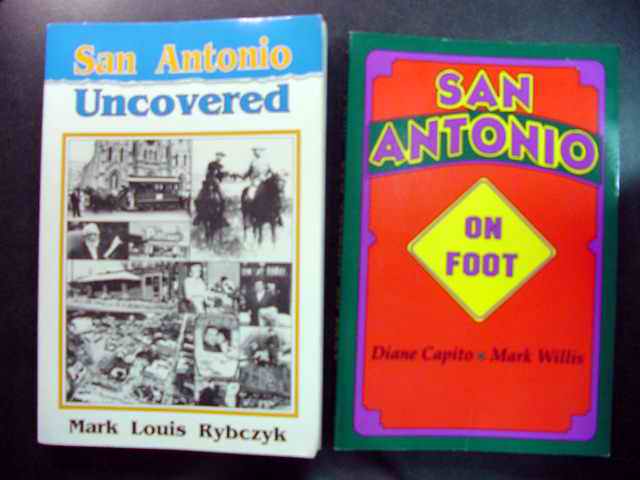 San Antonio
Uncovered
Mark Louis Rybczyk
SAN
ANTONIO
ON
FOOT
Diane Capito • Mark Willis